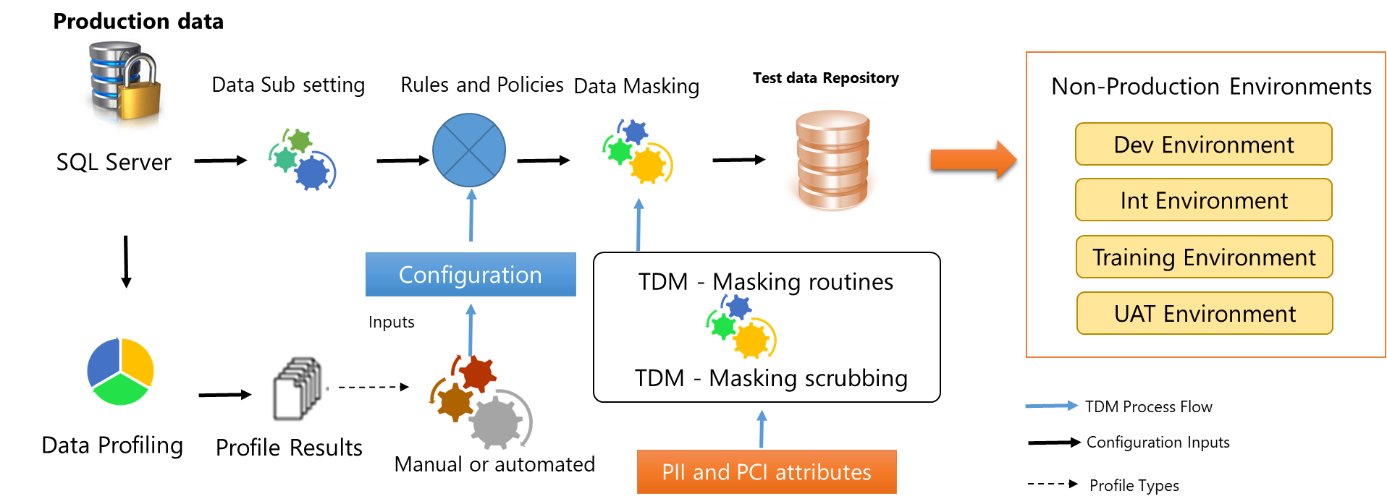 Production data
SQL Server
Data Sub setting
Rules and Policies
Data Masking
Test data Repository
Non-Production Environments
Dev Environment
Int Environment
Training Environment
UAT Environment
Configuration
Inputs
TDM - Masking routines
TDM - Masking scrubbing
Data Profiling
Profile Results
Manual or automated
PII and PCI attributes
TDM Process Flow
Configuration Inputs
Profile Types